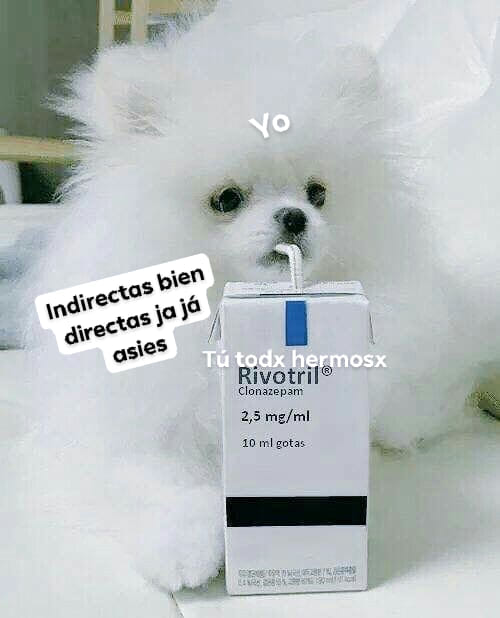 Yo
Indirectas bien
directas ja já
asies
Tú todx hermosx
Rivotril®
Clonazepam
2,5 mg/ml
10 ml gotas